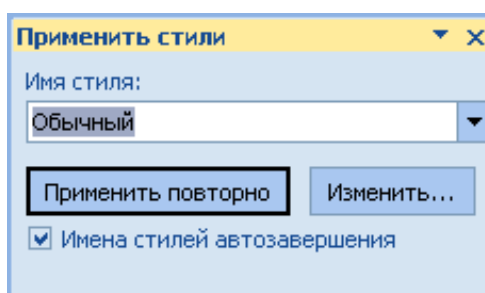 Применить стили
Имя стиля:
Обычный
Применить повторно Изменить...
Имена стилей автозавершения